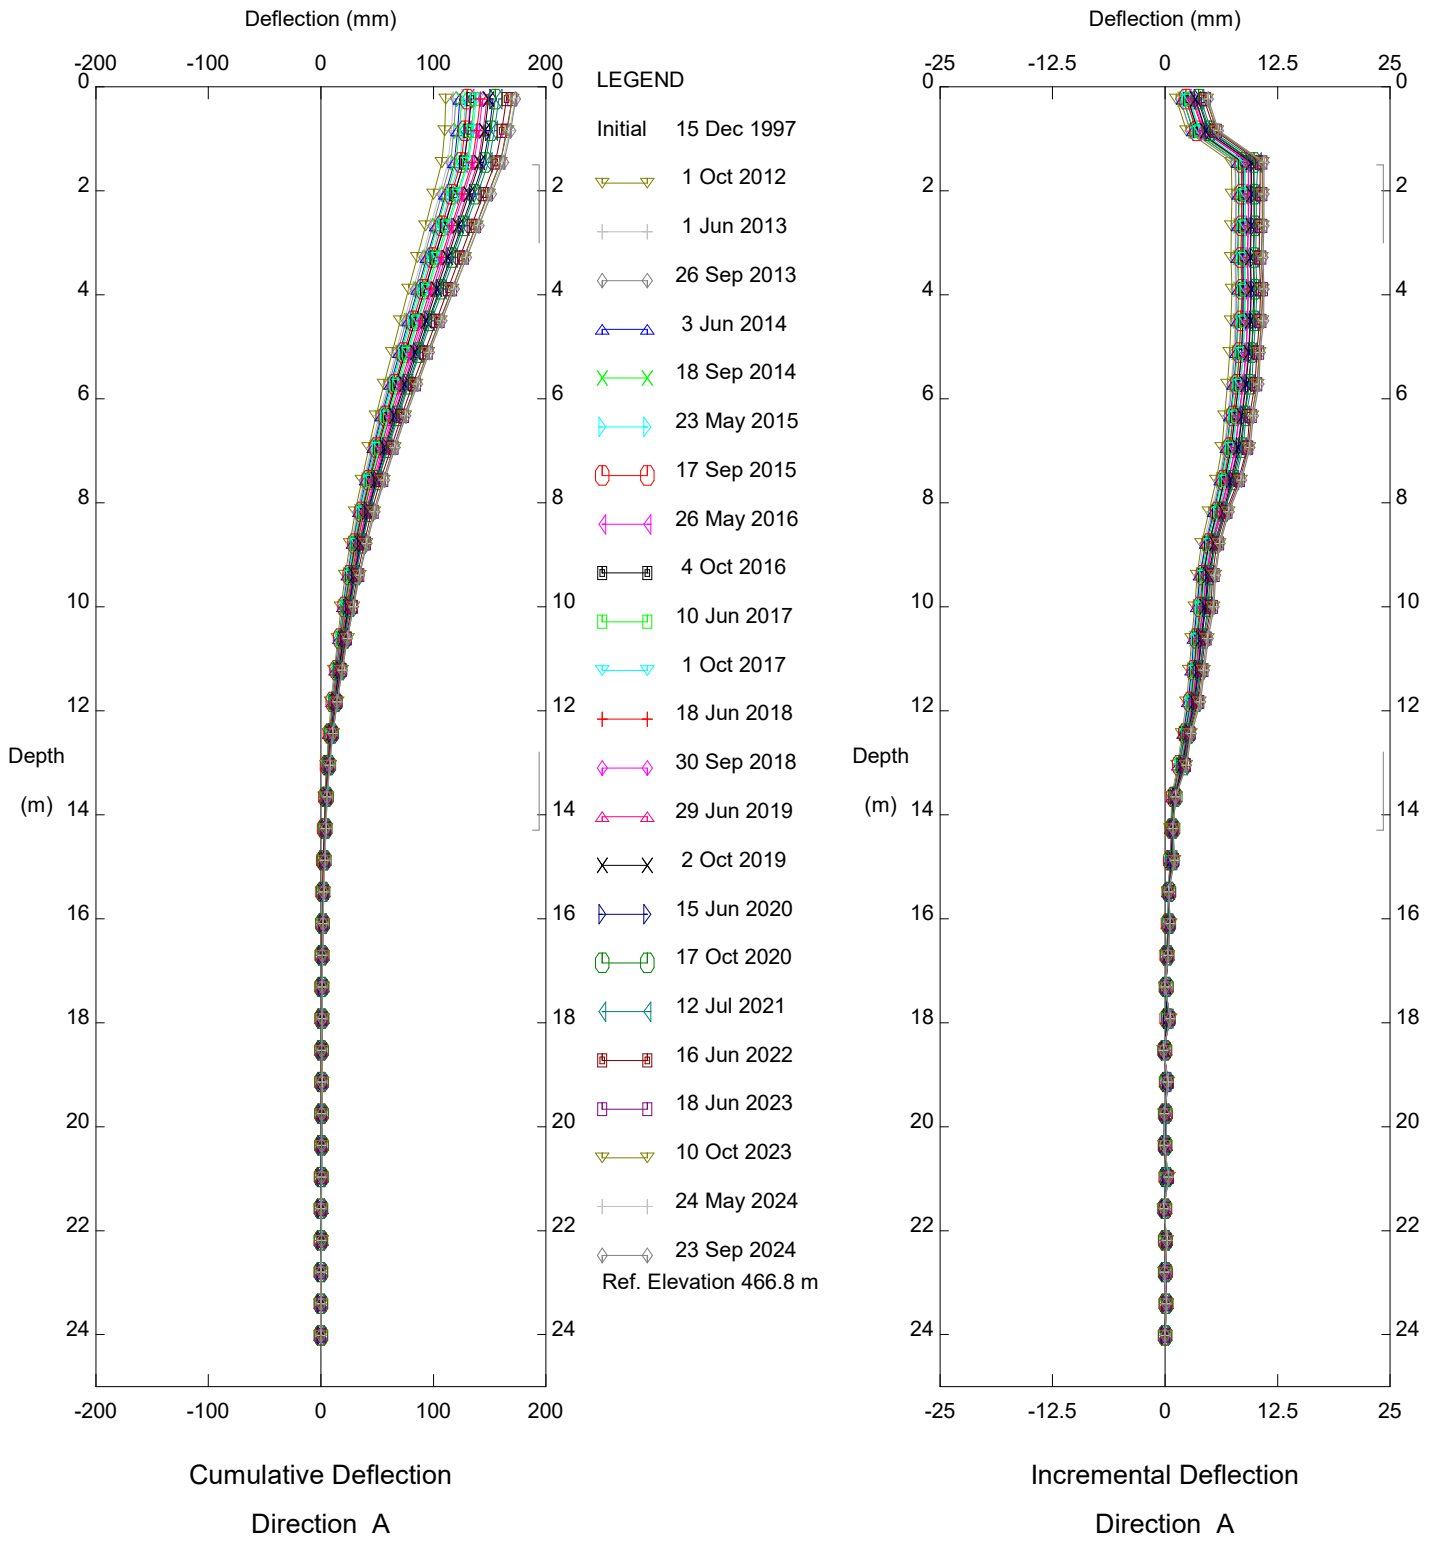 Deflection (mm)
-200 -100 0 100 200
0 0
2 2
4 4
6 6
8 8
10 10
12 12
Depth
(m)
14 14
16 16
18 18
20 20
22 22
24 24
-200 -100 0 100 200
Cumulative Deflection
Direction A
LEGEND
Initial 15 Dec 1997
1 Oct 2012
1 Jun 2013
26 Sep 2013
3 Jun 2014
18 Sep 2014
23 May 2015
17 Sep 2015
26 May 2016
4 Oct 2016
10 Jun 2017
1 Oct 2017
18 Jun 2018
30 Sep 2018
29 Jun 2019
2 Oct 2019
15 Jun 2020
17 Oct 2020
12 Jul 2021
16 Jun 2022
18 Jun 2023
10 Oct 2023
24 May 2024
23 Sep 2024
Ref. Elevation 466.8 m
Deflection (mm)
-25 -12.5 0 12.5 25
0 0
2 2
4 4
6 6
8 8
10 10
12 12
Depth
(m)
14 14
16 16
18 18
20 20
22 22
24 24
-25 -12.5 0 12.5 25
Incremental Deflection
Direction A